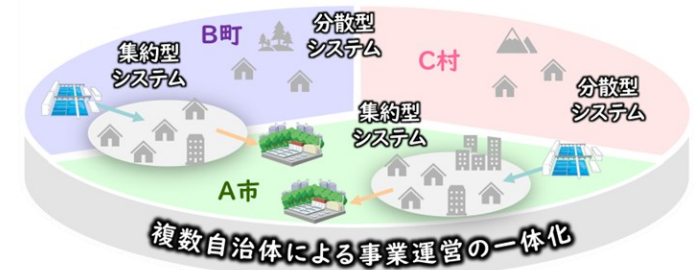 B町
分散型
システム
集約型
システム
C村
分散型
システム
集約型
システム
A市
複数自治体による事業運営の一体化